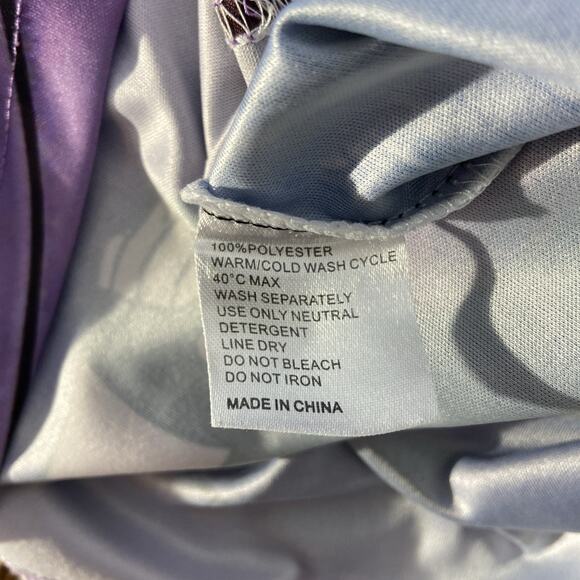 100%POLYESTER
WARM/COLD WASH CYCLE
40°C MAX
WASH SEPARATELY
USE ONLY NEUTRAL
DETERGENT
LINE DRY
DO NOT BLEACH
DO NOT IRON
MADE IN CHINA